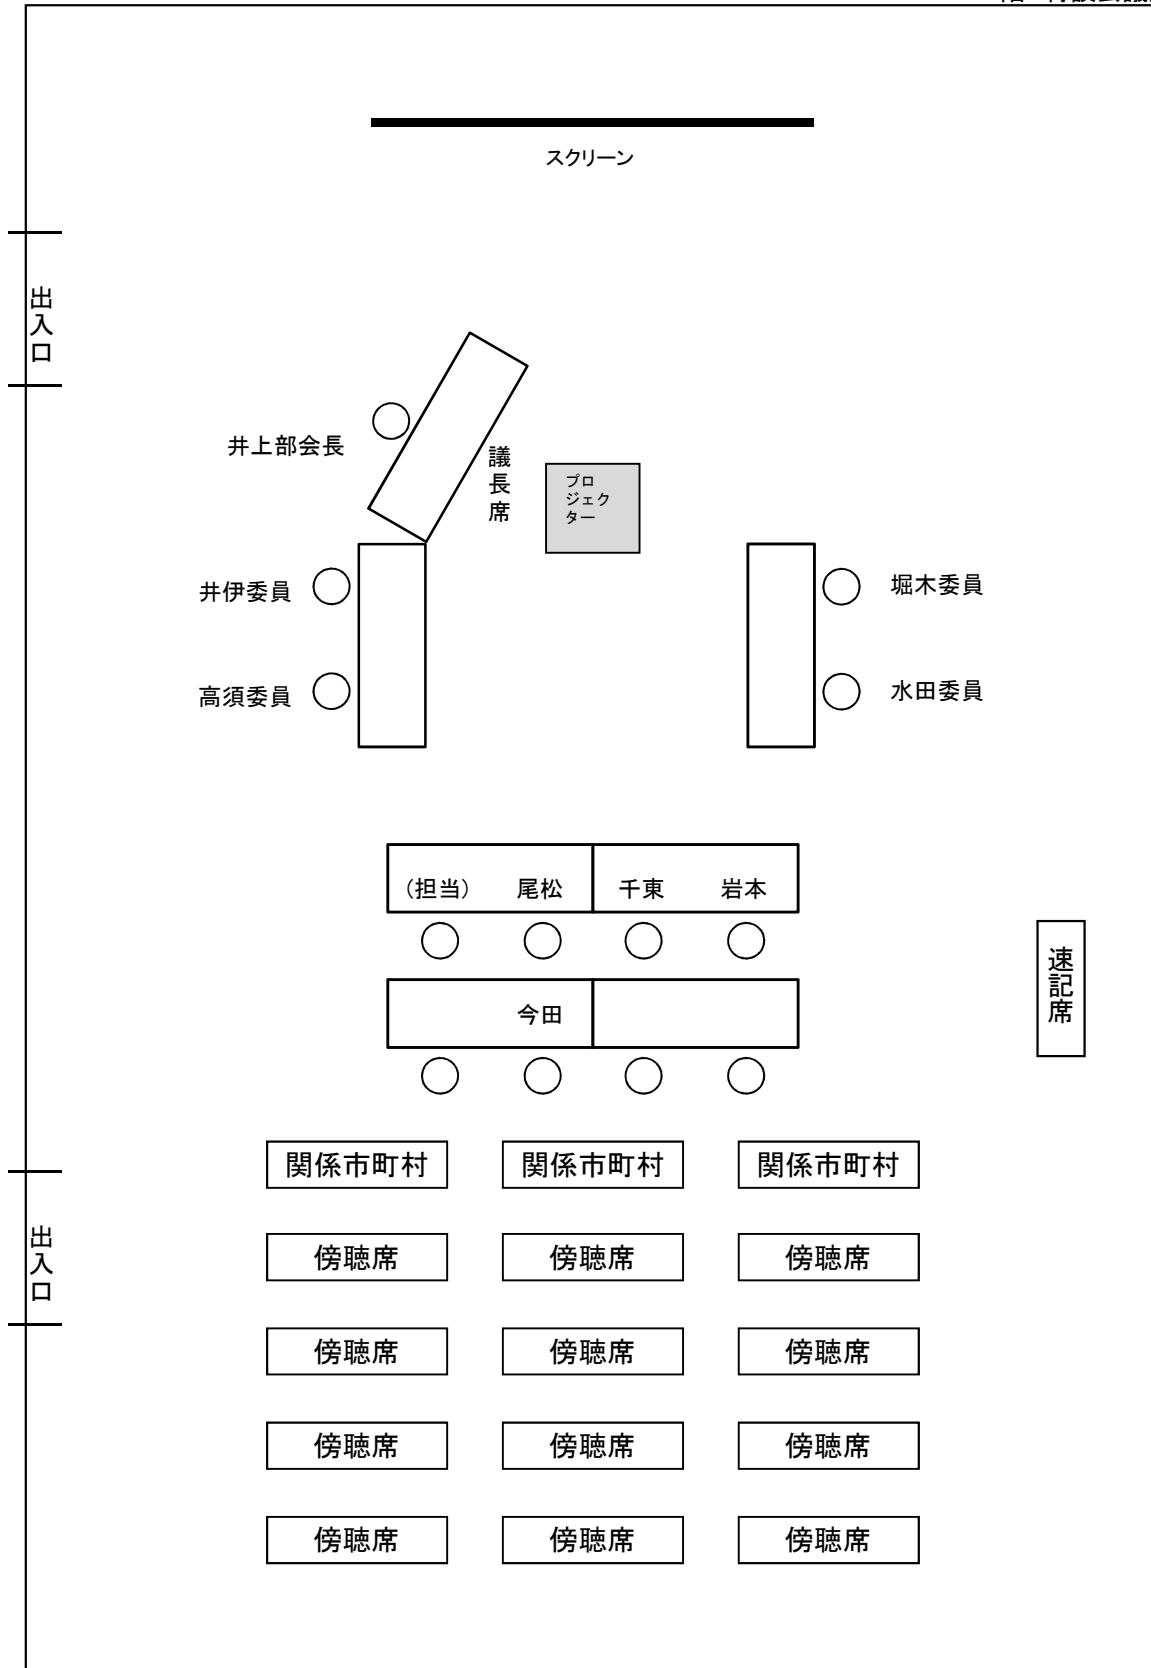 スクリーン
出入口
井上部会長
議長席
プロ
ジェク
ター
井伊委員
堀木委員
高須委員
水田委員
（担当） 尾松 千東 岩本
速記席
今田
関係市町村 関係市町村 関係市町村
出入口
傍聴席 傍聴席 傍聴席
傍聴席 傍聴席 傍聴席
傍聴席 傍聴席 傍聴席
傍聴席 傍聴席 傍聴席